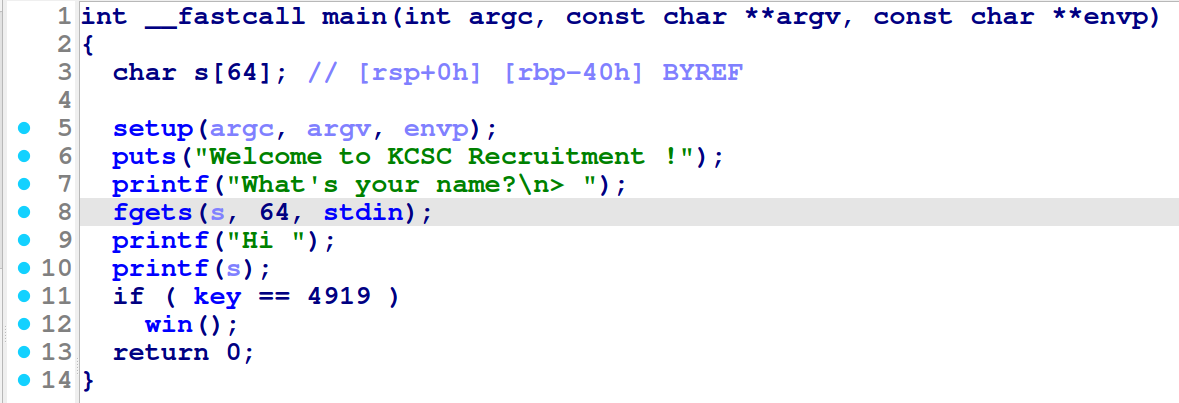 1 int __fastcall main(int argc, const char **argv, const char **envp)
2 {
3   char s[64]; // [rsp+0h] [rbp-40h] BYREF
4
5   setup(argc, argv, envp);
6   puts("Welcome to KCSC Recruitment !");
7   printf("What's your name?\n> ");
8   fgets(s, 64, stdin);
9   printf("Hi ");
10   printf(s);
11   if ( key == 4919 )
12     win();
13   return 0;
14 }